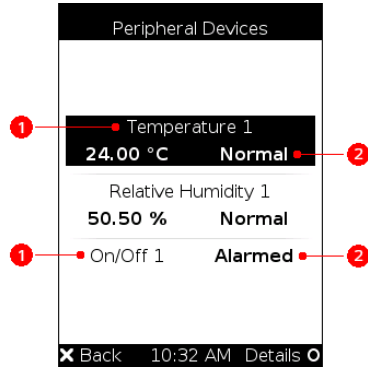 Peripheral Devices
1 Temperature 1
24.00 °C Normal 2
Relative Humidity 1
50.50 % Normal
1 On/Off 1 Alarmed 2
X Back 10:32 AM Details O